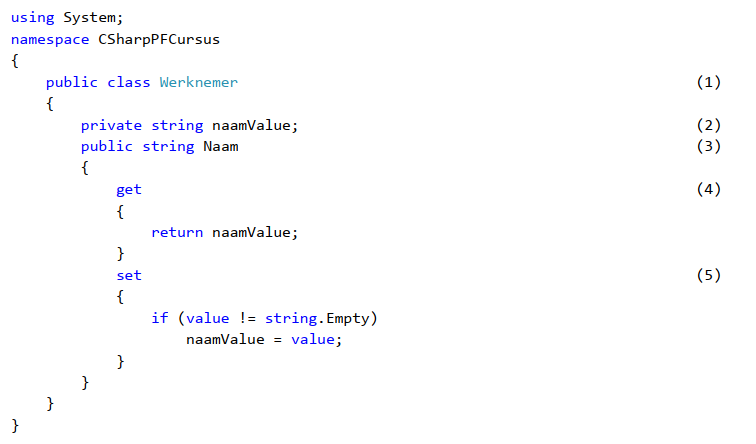 using System;
namespace CSharpPFCursus
{
    public class Werknemer (1)
    {
        private string naamValue; (2)
        public string Naam (3)
        {
            get (4)
            {
                return naamValue;
            }
            set (5)
            {
                if (value != string.Empty)
                    naamValue = value;
            }
        }
    }
}